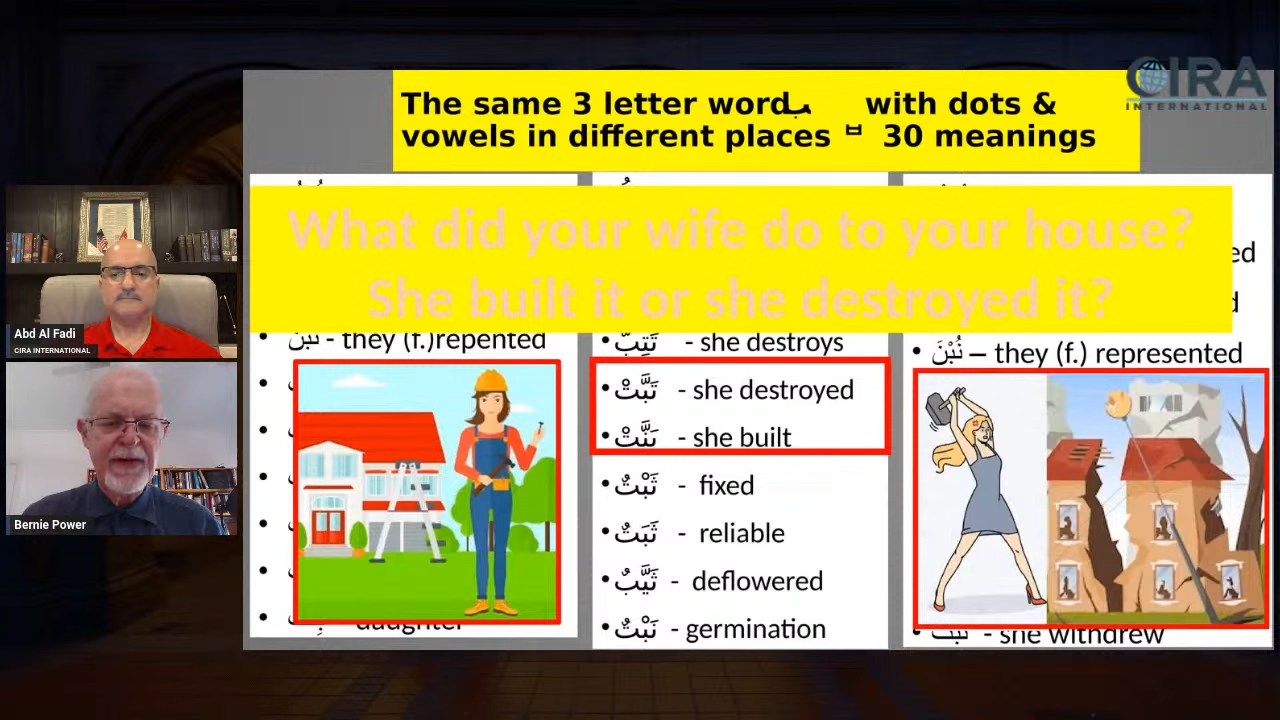 CIRA
INTERNATIONAL
The same 3 letter word ىىى with dots &
vowels in different places = 30 meanings
What did your wife do to your house?
She built it or she destroyed it?
Abd Al Fadi
CIRA INTERNATIONAL
Bernie Power
- they (f.)repented
daughter
- she destroys
• تَبَّتْ - she destroyed
• بَنَّتْ - she built
• ثَبْتٌ - fixed
• ثَبَتٌ - reliable
• ثَيَّبٌ - deflowered
• نَبْتٌ - germination
ed
d
• نُبْنَ – they (f.) represented
- she withdrew